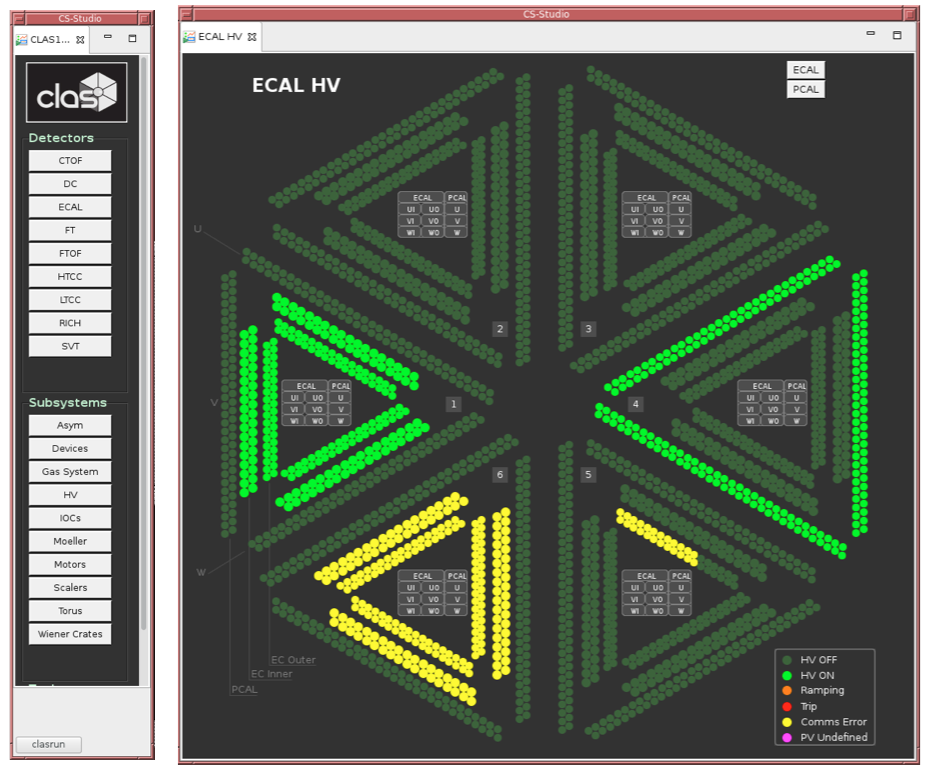 CS-Studio
CLAS1...
clas
Detectors
CTOF
DC
ECAL
FT
FTOF
HTCC
LTCC
RICH
SVT
Subsystems
Asym
Devices
Gas System
HV
IOCs
Moeller
Motors
Scalers
Torus
Wiener Crates
clasrun
CS-Studio
ECAL HV
ECAL HV
ECAL
PCAL
ECAL PCAL
UI UO U
VI VO V
WI WO W
ECAL PCAL
UI UO U
VI VO V
WI WO W
U
2
3
ECAL PCAL
UI UO U
VI VO V
WI WO W
ECAL PCAL
UI UO U
VI VO V
WI WO W
V
1
4
6
5
W
ECAL PCAL
UI UO U
VI VO V
WI WO W
ECAL PCAL
UI UO U
VI VO V
WI WO W
EC Outer
EC Inner
PCAL
HV OFF
HV ON
Ramping
Trip
Comms Error
PV Undefined